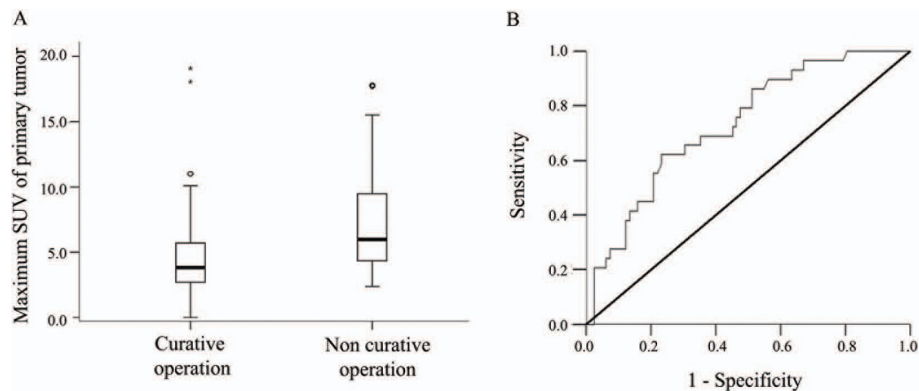 A
Maximum SUV of primary tumor
20.0
15.0
10.0
5.0
0.0
Curative
operation
Non curative
operation
B
Sensitivity
1.0
0.8
0.6
0.4
0.2
0.0
0.0 0.2 0.4 0.6 0.8 1.0
1 - Specificity